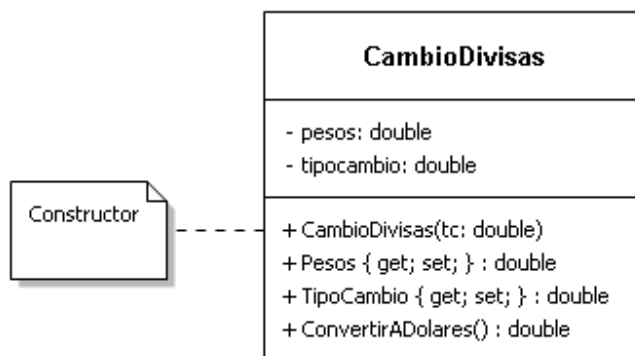 CambioDivisas
- pesos: double
- tipocambio: double
Constructor
+ CambioDivisas(tc: double)
+ Pesos { get; set; } : double
+ TipoCambio { get; set; } : double
+ ConvertirADolares() : double